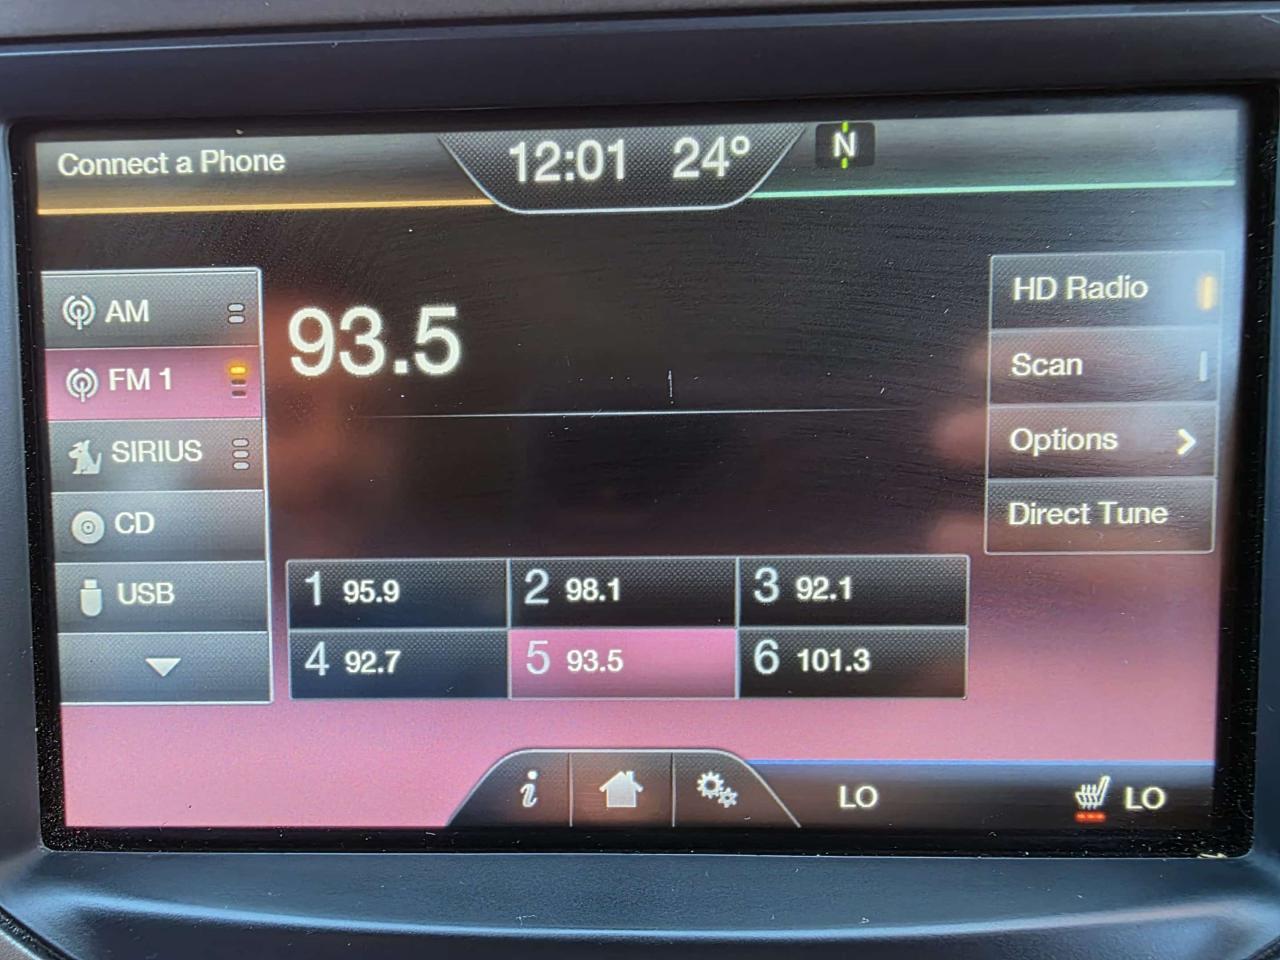 Connect a Phone
12:01 24° N
AM
FM 1
SIRIUS
CD
USB
93.5
HD Radio
Scan
Options
Direct Tune
1 95.9 2 98.1 3 92.1
4 92.7 5 93.5 6 101.3
i
LO
LO